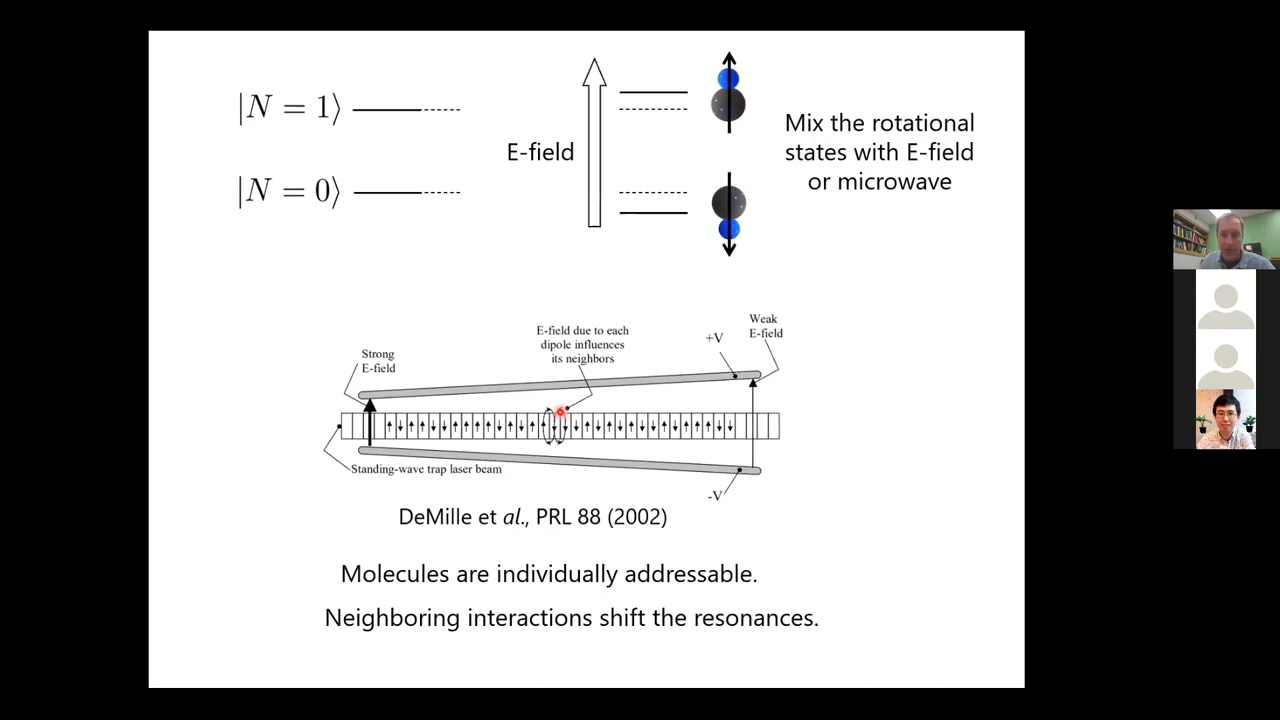 |N = 1⟩
|N = 0⟩
E-field
Mix the rotational
states with E-field
or microwave
Strong
E-field
E-field due to each
dipole influences
its neighbors
+V
Weak
E-field
Standing-wave trap laser beam
-V
DeMille et al., PRL 88 (2002)
Molecules are individually addressable.
Neighboring interactions shift the resonances.